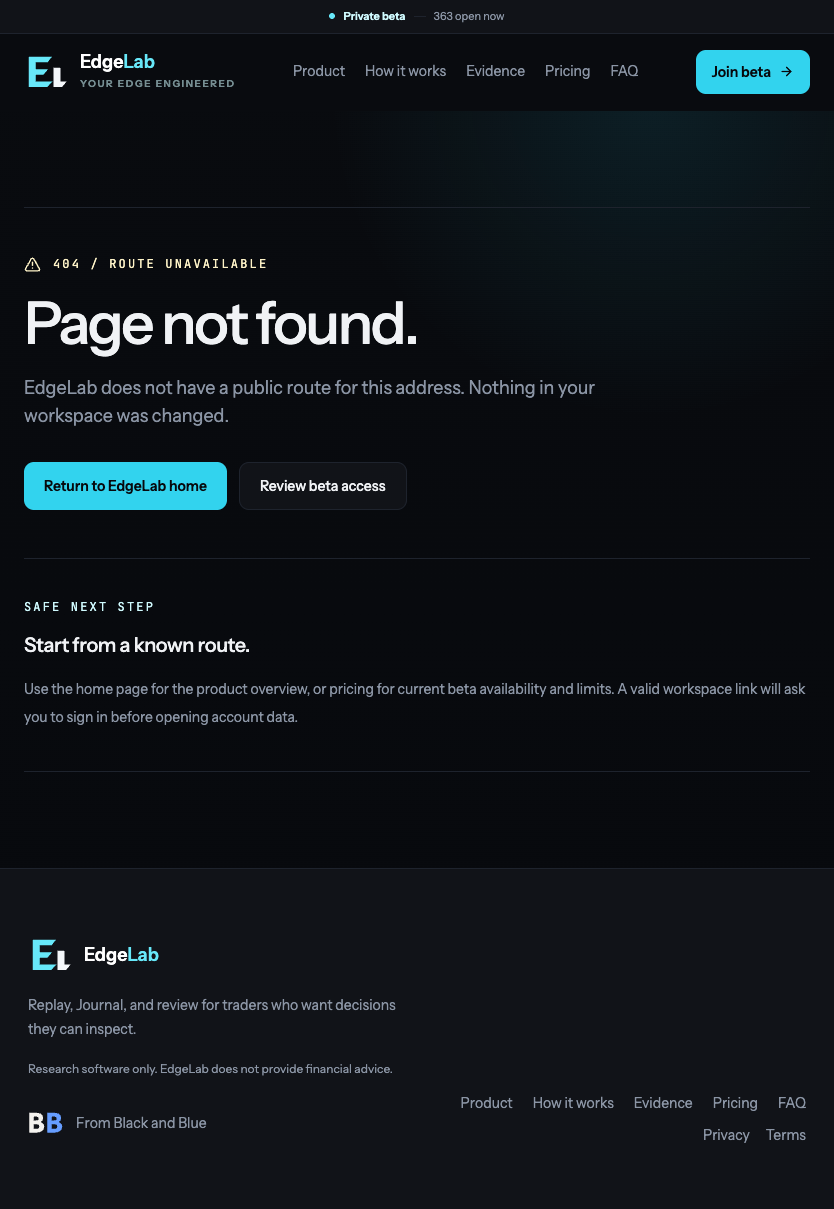 Private beta — 363 open now
EdgeLab
YOUR EDGE ENGINEERED
Product How it works Evidence Pricing FAQ
Join beta →
404 / ROUTE UNAVAILABLE
Page not found.
EdgeLab does not have a public route for this address. Nothing in your
workspace was changed.
Return to EdgeLab home
Review beta access
SAFE NEXT STEP
Start from a known route.
Use the home page for the product overview, or pricing for current beta availability and limits. A valid workspace link will ask
you to sign in before opening account data.
EL EdgeLab
Replay, Journal, and review for traders who want decisions
they can inspect.
Research software only. EdgeLab does not provide financial advice.
BB From Black and Blue
Product How it works Evidence Pricing FAQ
Privacy Terms